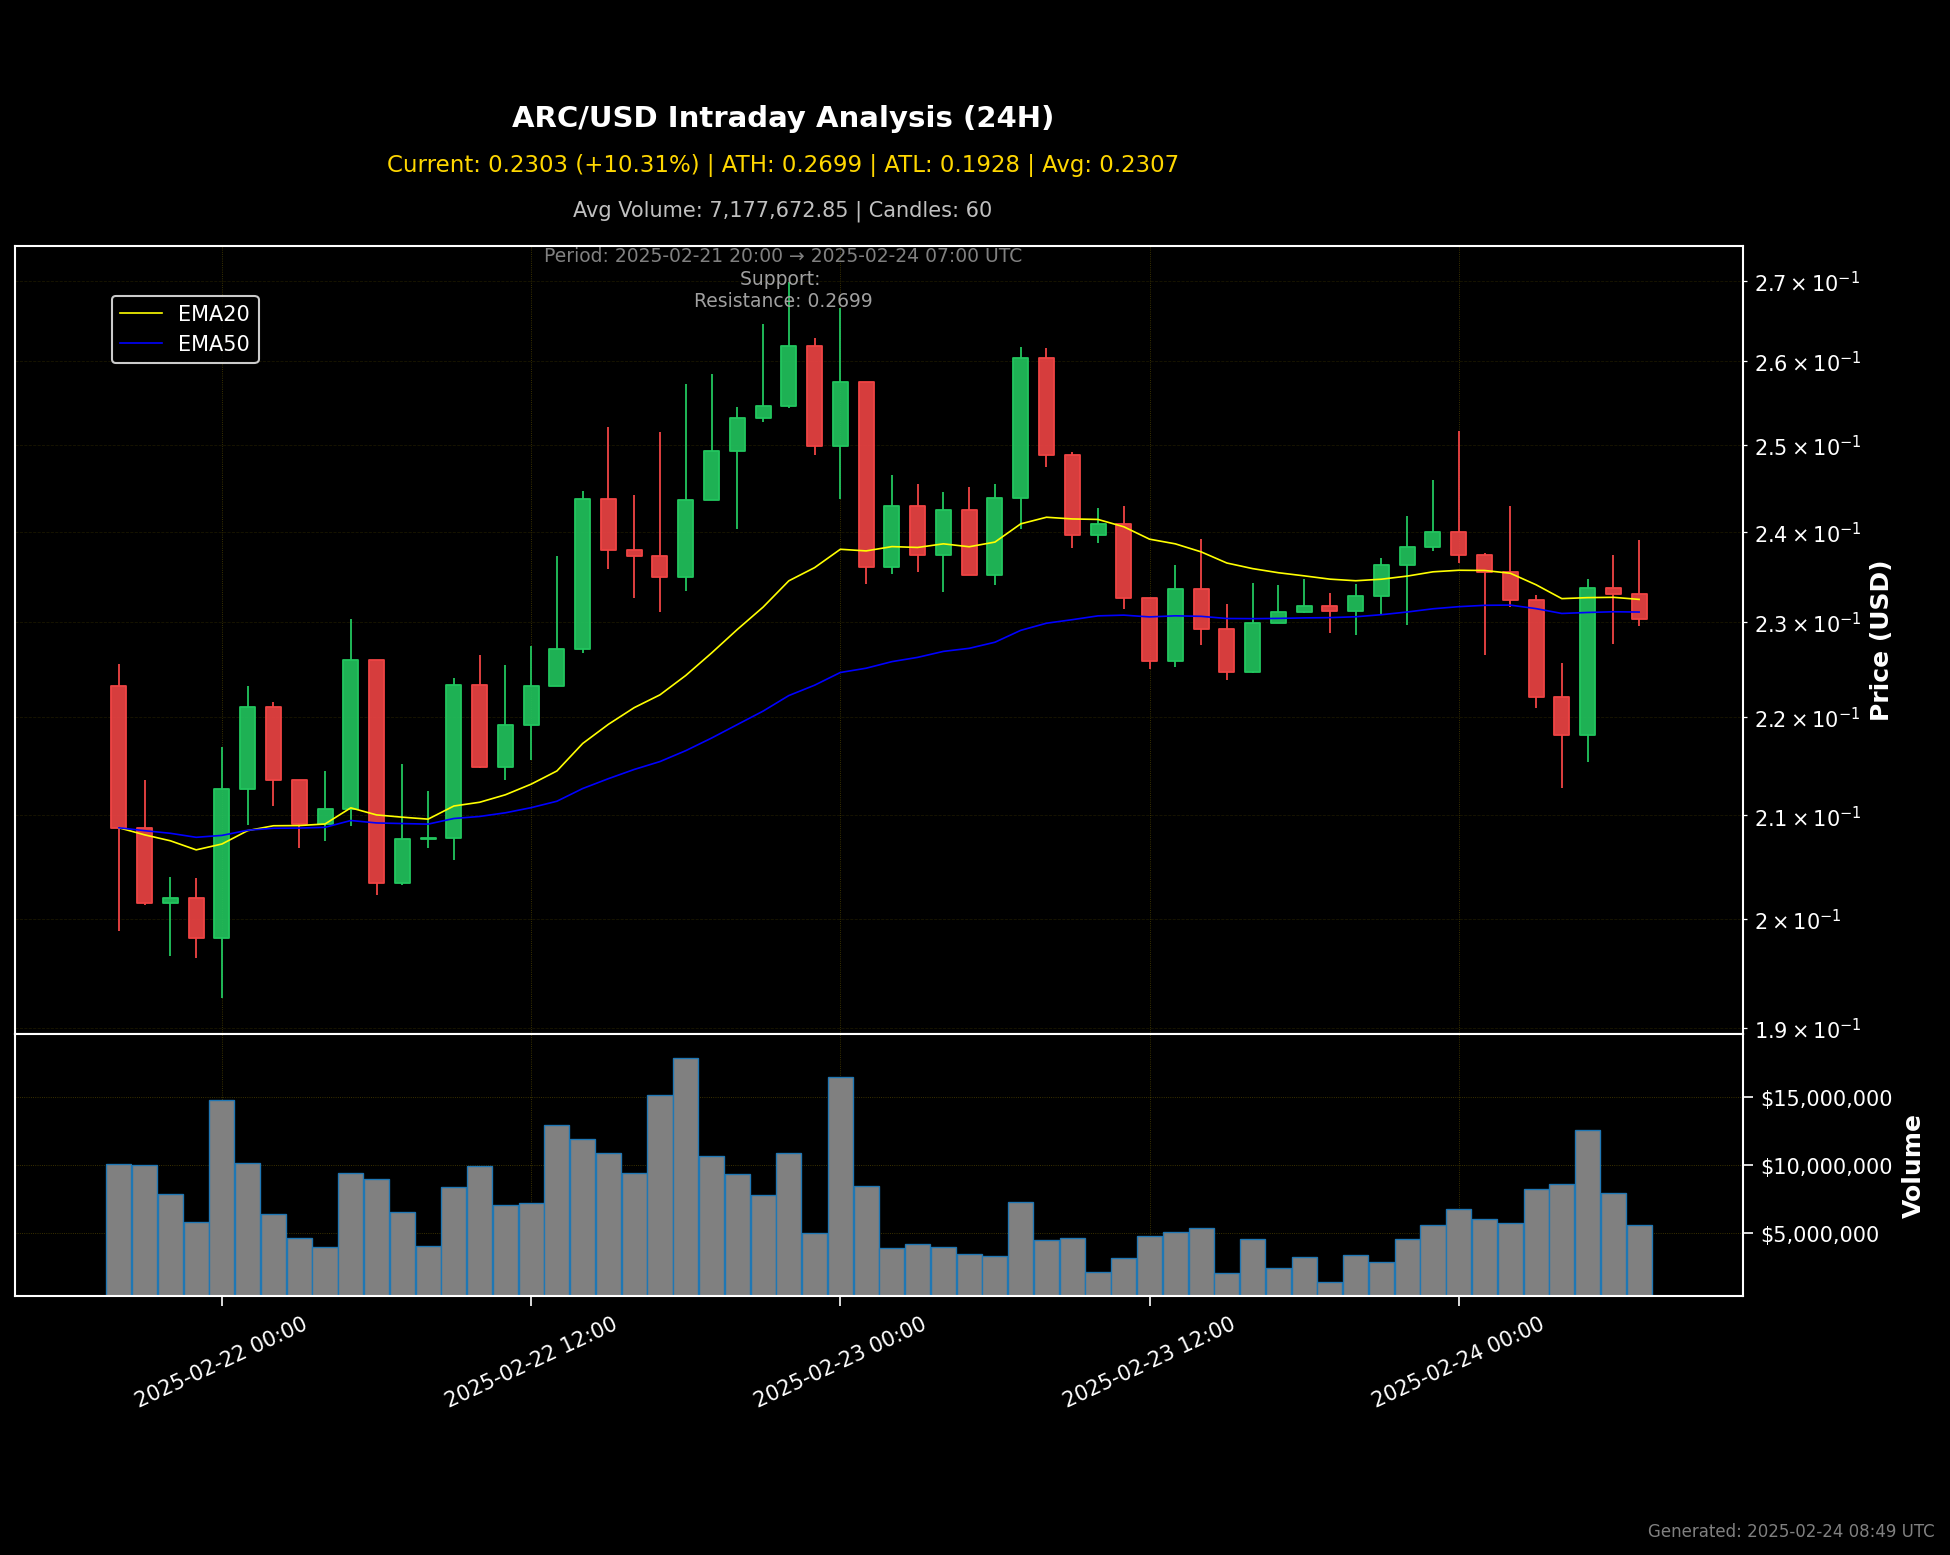 ARC/USD Intraday Analysis (24H)
Current: 0.2303 (+10.31%) | ATH: 0.2699 | ATL: 0.1928 | Avg: 0.2307
Avg Volume: 7,177,672.85 | Candles: 60
Period: 2025-02-21 20:00 → 2025-02-24 07:00 UTC
Support:
Resistance: 0.2699
EMA20
EMA50
2.7 × 10⁻¹
2.6 × 10⁻¹
2.5 × 10⁻¹
2.4 × 10⁻¹
2.3 × 10⁻¹
2.2 × 10⁻¹
2.1 × 10⁻¹
2 × 10⁻¹
1.9 × 10⁻¹
Price (USD)
$15,000,000
$10,000,000
$5,000,000
Volume
2025-02-22 00:00
2025-02-22 12:00
2025-02-23 00:00
2025-02-23 12:00
2025-02-24 00:00
Generated: 2025-02-24 08:49 UTC